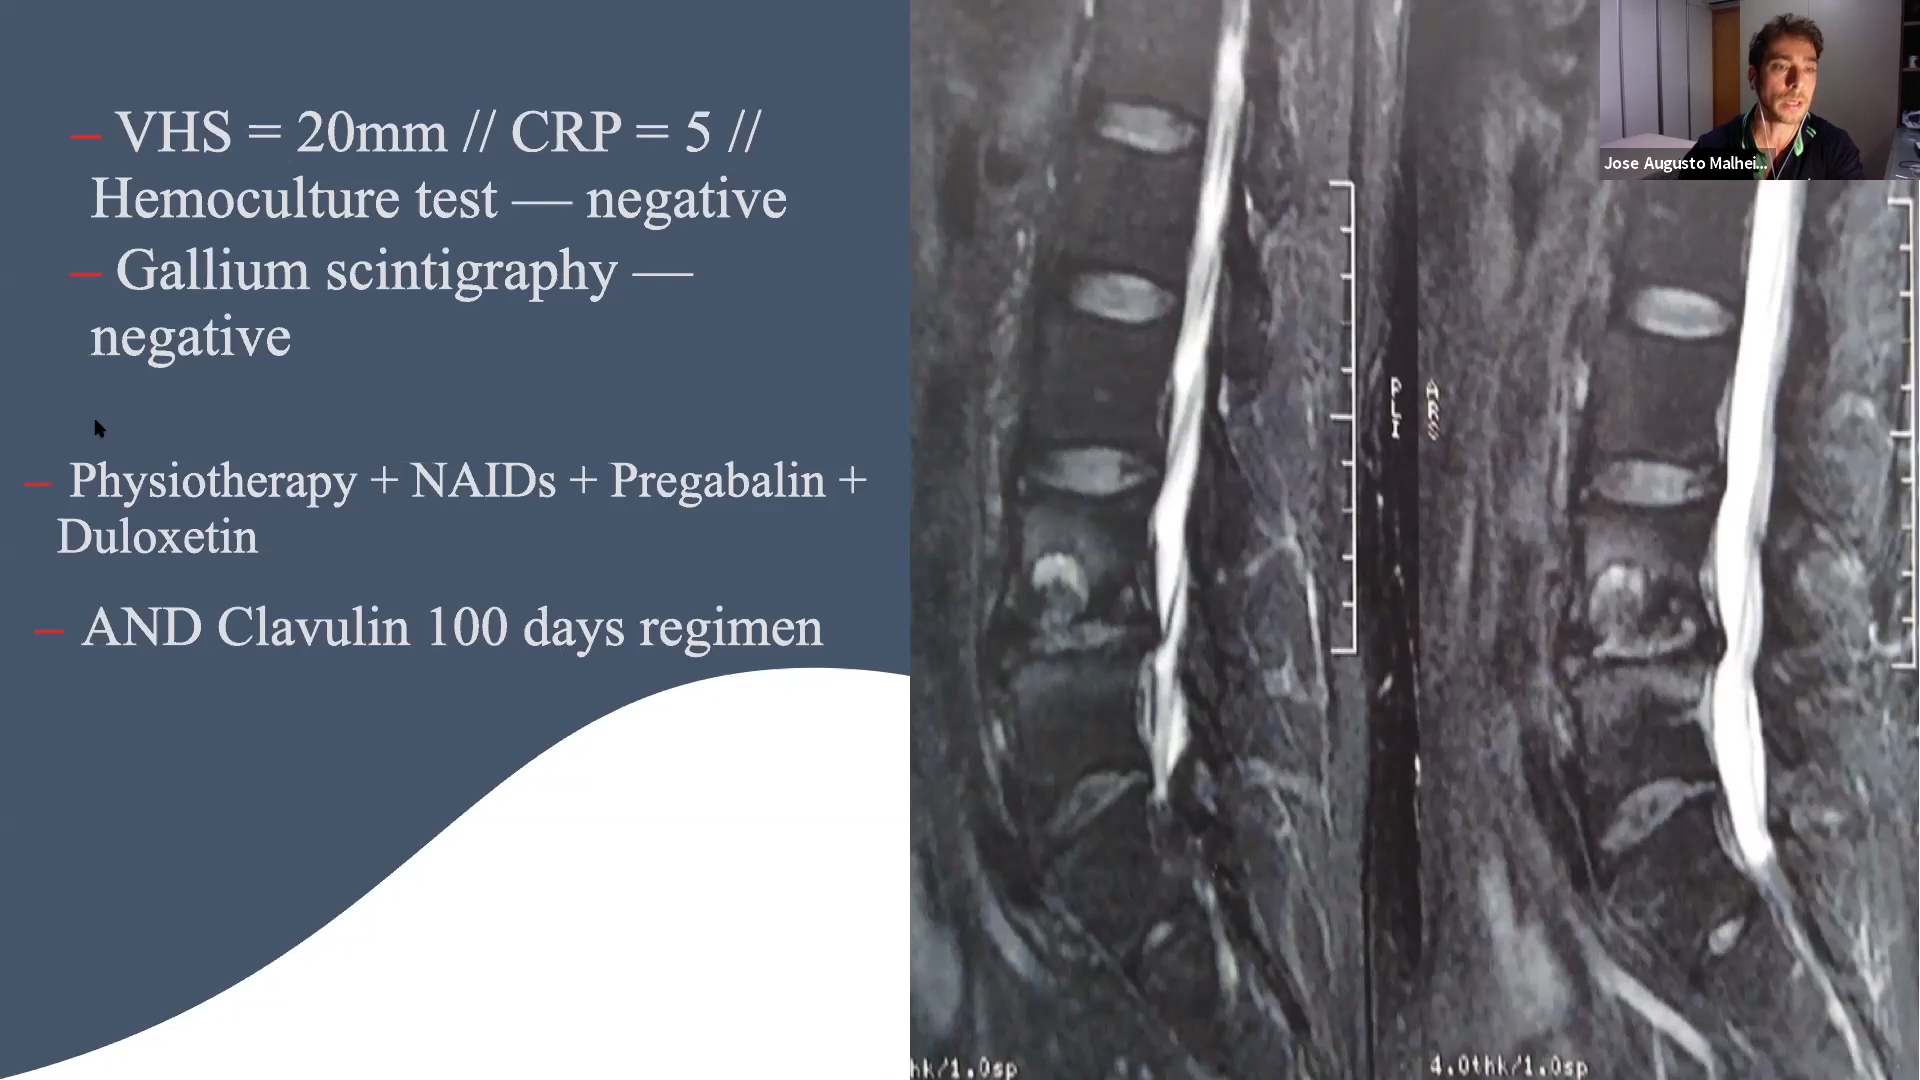 – VHS = 20mm // CRP = 5 //
Hemoculture test — negative
– Gallium scintigraphy —
negative
– Physiotherapy + NAIDs + Pregabalin +
Duloxetin
– AND Clavulin 100 days regimen
Jose Augusto Malhei...
PLI
hk/1.0sp
4.0thk/1.0sp